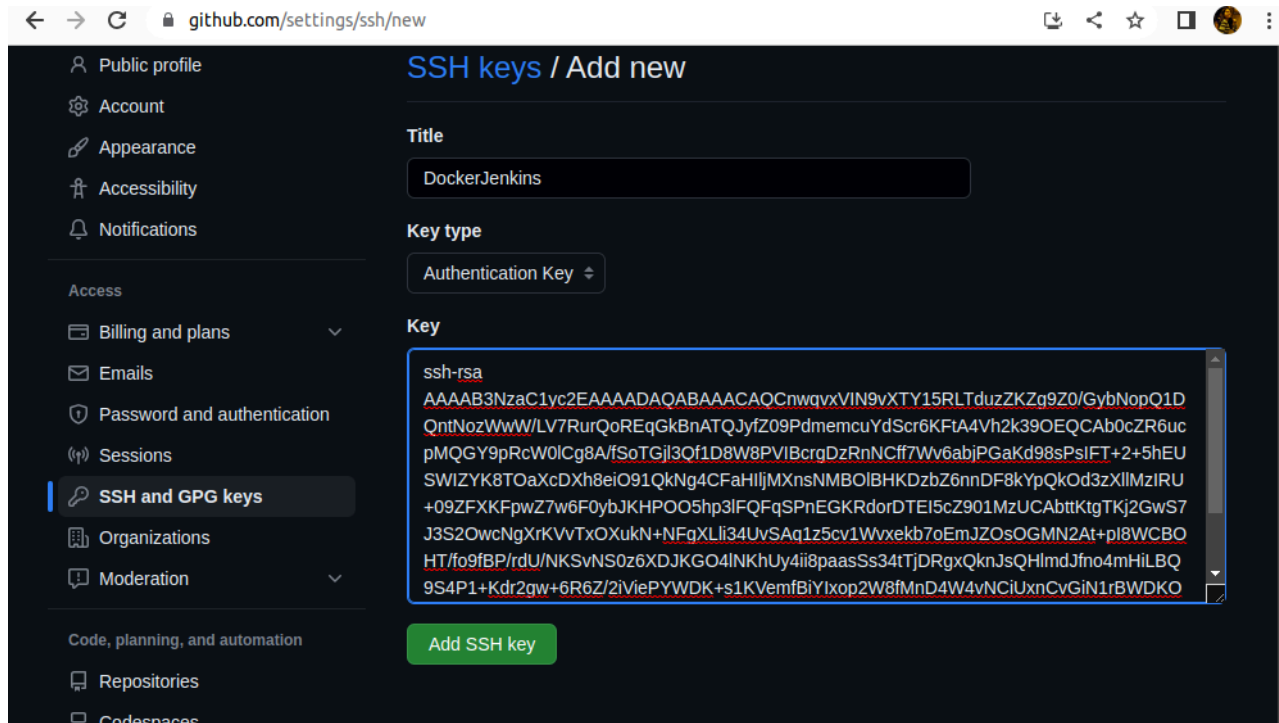 github.com/settings/ssh/new
Public profile
Account
Appearance
Accessibility
Notifications
Access
Billing and plans
Emails
Password and authentication
Sessions
SSH and GPG keys
Organizations
Moderation
Code, planning, and automation
Repositories
Codespaces
SSH keys / Add new
Title
DockerJenkins
Key type
Authentication Key
Key
ssh-rsa
AAAAB3NzaC1yc2EAAAADAQABAAACAQCnwqvxVIN9vXTY15RLTduzZKZg9Z0/GybNopQ1D
QntNozWwW/LV7RurQoREqGkBnATQJyfZ09PdmemcuYdScr6KFtA4Vh2k39OEQCAb0cZR6uc
pMQGY9pRcW0lCg8A/fSoTGjl3Qf1D8W8PVIBcrgDzRnNCff7Wv6abjPGaKd98sPsIFT+2+5hEU
SWIZYK8TOaXcDXh8eiO91QkNg4CFaHIljMXnsNMBOlBHKDzbZ6nnDF8kYpQkOd3zXllMzIRU
+09ZFXKFpwZ7w6F0ybJKHPOO5hp3lFQFqSPnEGKRdorDTEI5cZ901MzUCAbttKtgTKj2GwS7
J3S2OwcNgXrKVvTxOXukN+NFgXLli34UvSAq1z5cv1Wvxekb7oEmJZOsOGMN2At+pI8WCBO
HT/fo9fBP/rdU/NKSvNS0z6XDJKGO4lNKhUy4ii8paasSs34tTjDRgxQknJsQHlmdJfno4mHiLBQ
9S4P1+Kdr2gw+6R6Z/2iViePYWDK+s1KVemfBiYIxop2W8fMnD4W4vNCiUxnCvGiN1rBWDKO
Add SSH key